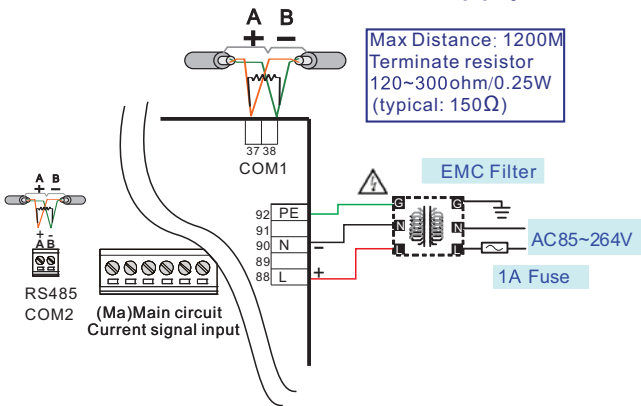 A B
+ −
Max Distance: 1200M
Terminate resistor
120~300ohm/0.25W
(typical: 150Ω)
37 38
COM1
EMC Filter
A B
+ −
+ -
A B
RS485
COM2
(Ma)Main circuit
Current signal input
92 PE
91
90 N −
89
88 L +
G G
N N
L L
AC85~264V
1A Fuse